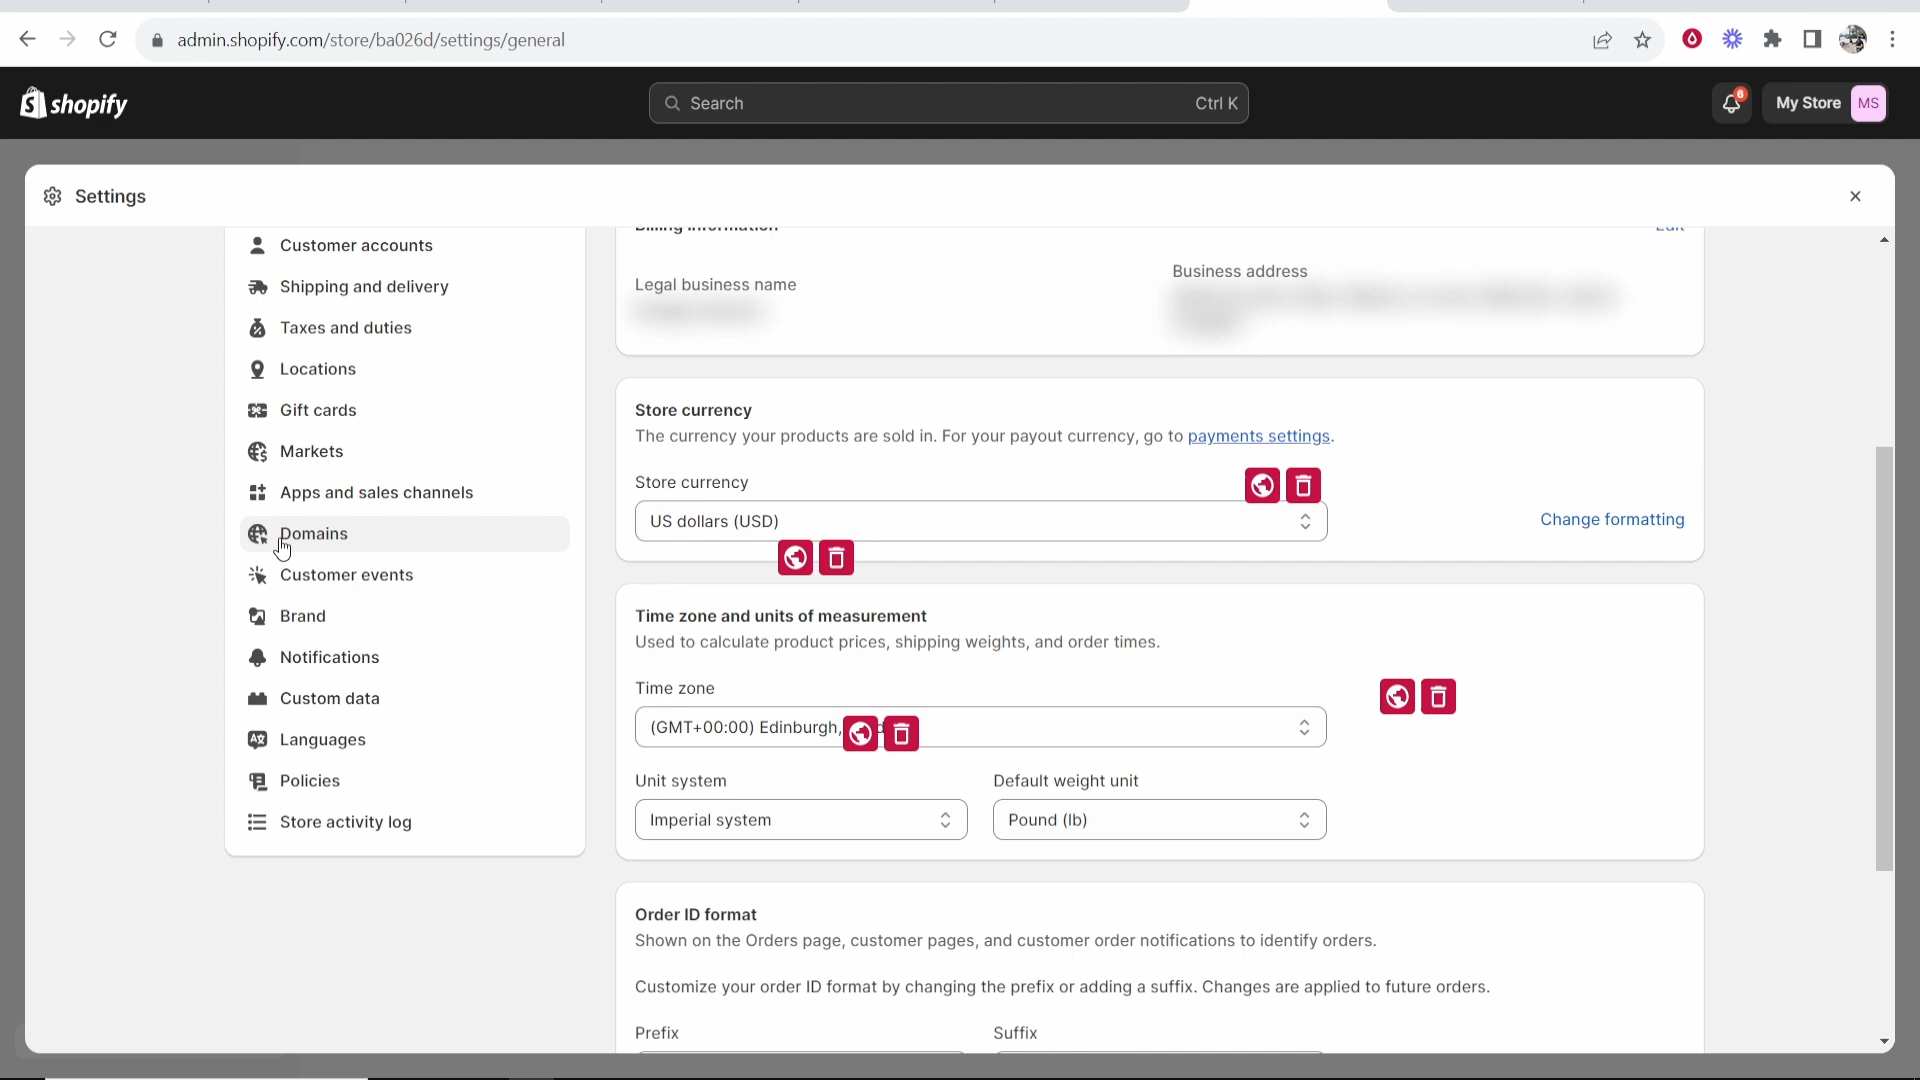 admin.shopify.com/store/ba026d/settings/general
shopify
Search
Ctrl K
6
My Store
MS
Settings
Customer accounts
Shipping and delivery
Taxes and duties
Locations
Gift cards
Markets
Apps and sales channels
Domains
Customer events
Brand
Notifications
Custom data
Languages
Policies
Store activity log
Billing information
Edit
Legal business name
Business address
Store currency
The currency your products are sold in. For your payout currency, go to payments settings.
Store currency
US dollars (USD)
Change formatting
Time zone and units of measurement
Used to calculate product prices, shipping weights, and order times.
Time zone
(GMT+00:00) Edinburgh,
Unit system
Default weight unit
Imperial system
Pound (lb)
Order ID format
Shown on the Orders page, customer pages, and customer order notifications to identify orders.
Customize your order ID format by changing the prefix or adding a suffix. Changes are applied to future orders.
Prefix
Suffix